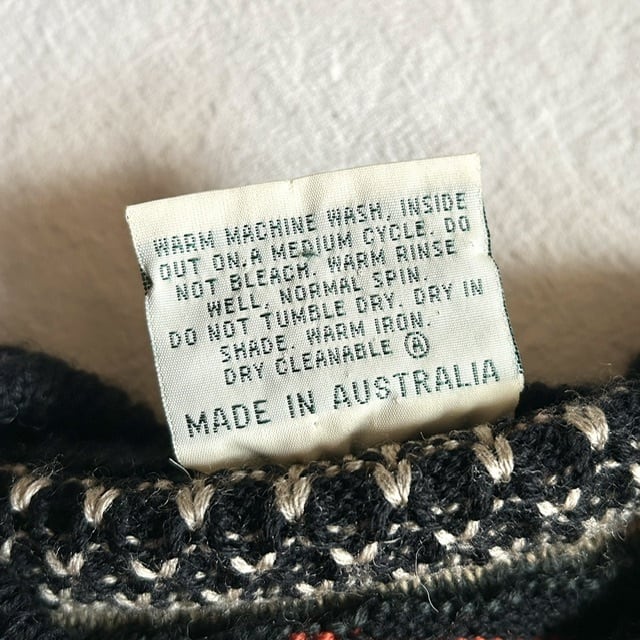 WARM MACHINE WASH. INSIDE
OUT ON A MEDIUM CYCLE. DO
NOT BLEACH. WARM RINSE
WELL. NORMAL SPIN.
DO NOT TUMBLE DRY. DRY IN
SHADE. WARM IRON.
DRY CLEANABLE Ⓐ
MADE IN AUSTRALIA